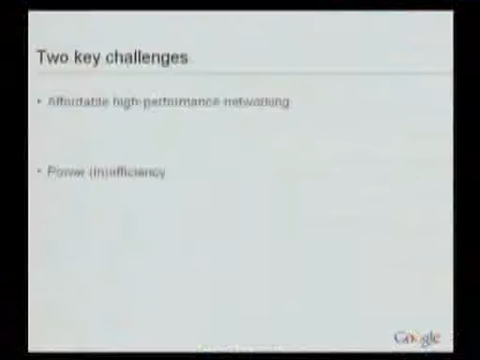 Two key challenges
• Affordable high-performance networking
• Power (in)efficiency
Google